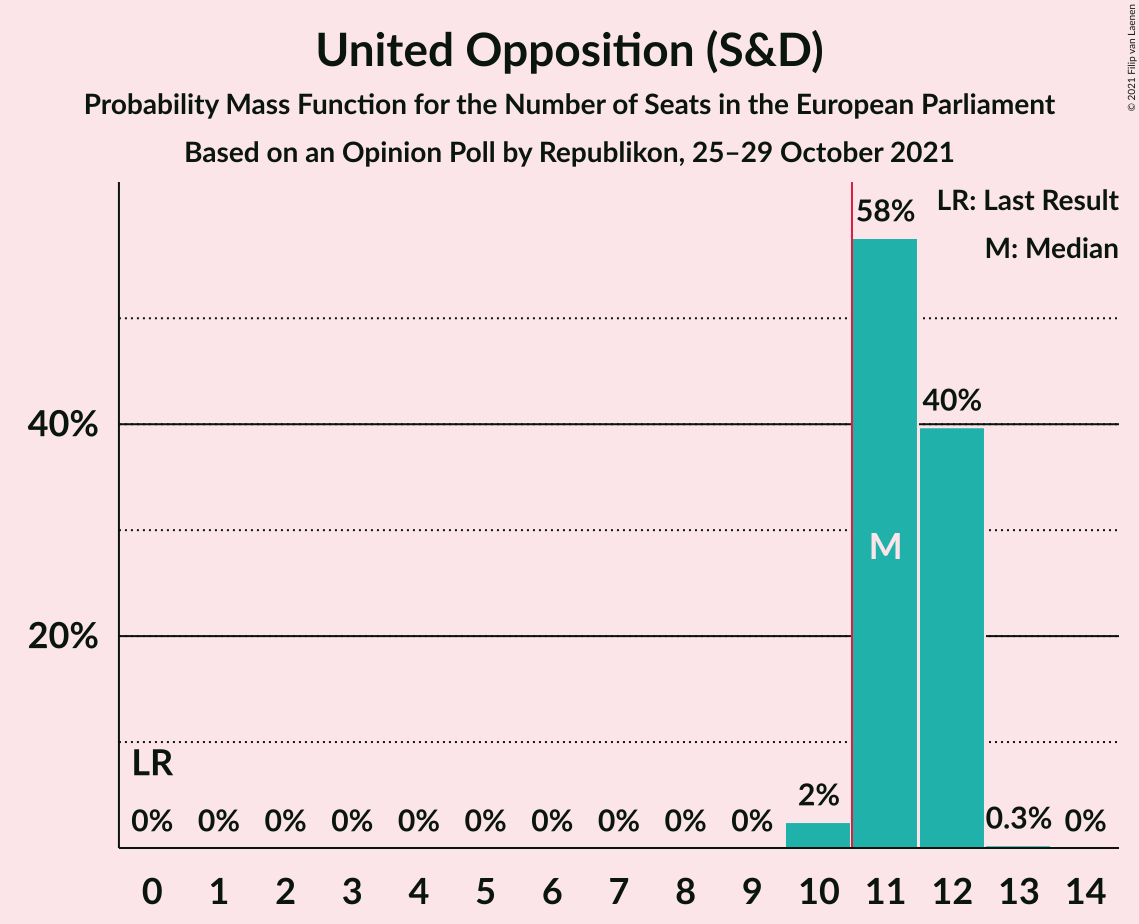 United Opposition (S&D)
Probability Mass Function for the Number of Seats in the European Parliament
Based on an Opinion Poll by Republikon, 25–29 October 2021
© 2021 Filip van Laenen
LR: Last Result
M: Median
58%
40%
40%
M
20%
LR
0% 0% 0% 0% 0% 0% 0% 0% 0% 0% 2% 0.3% 0%
0 1 2 3 4 5 6 7 8 9 10 11 12 13 14